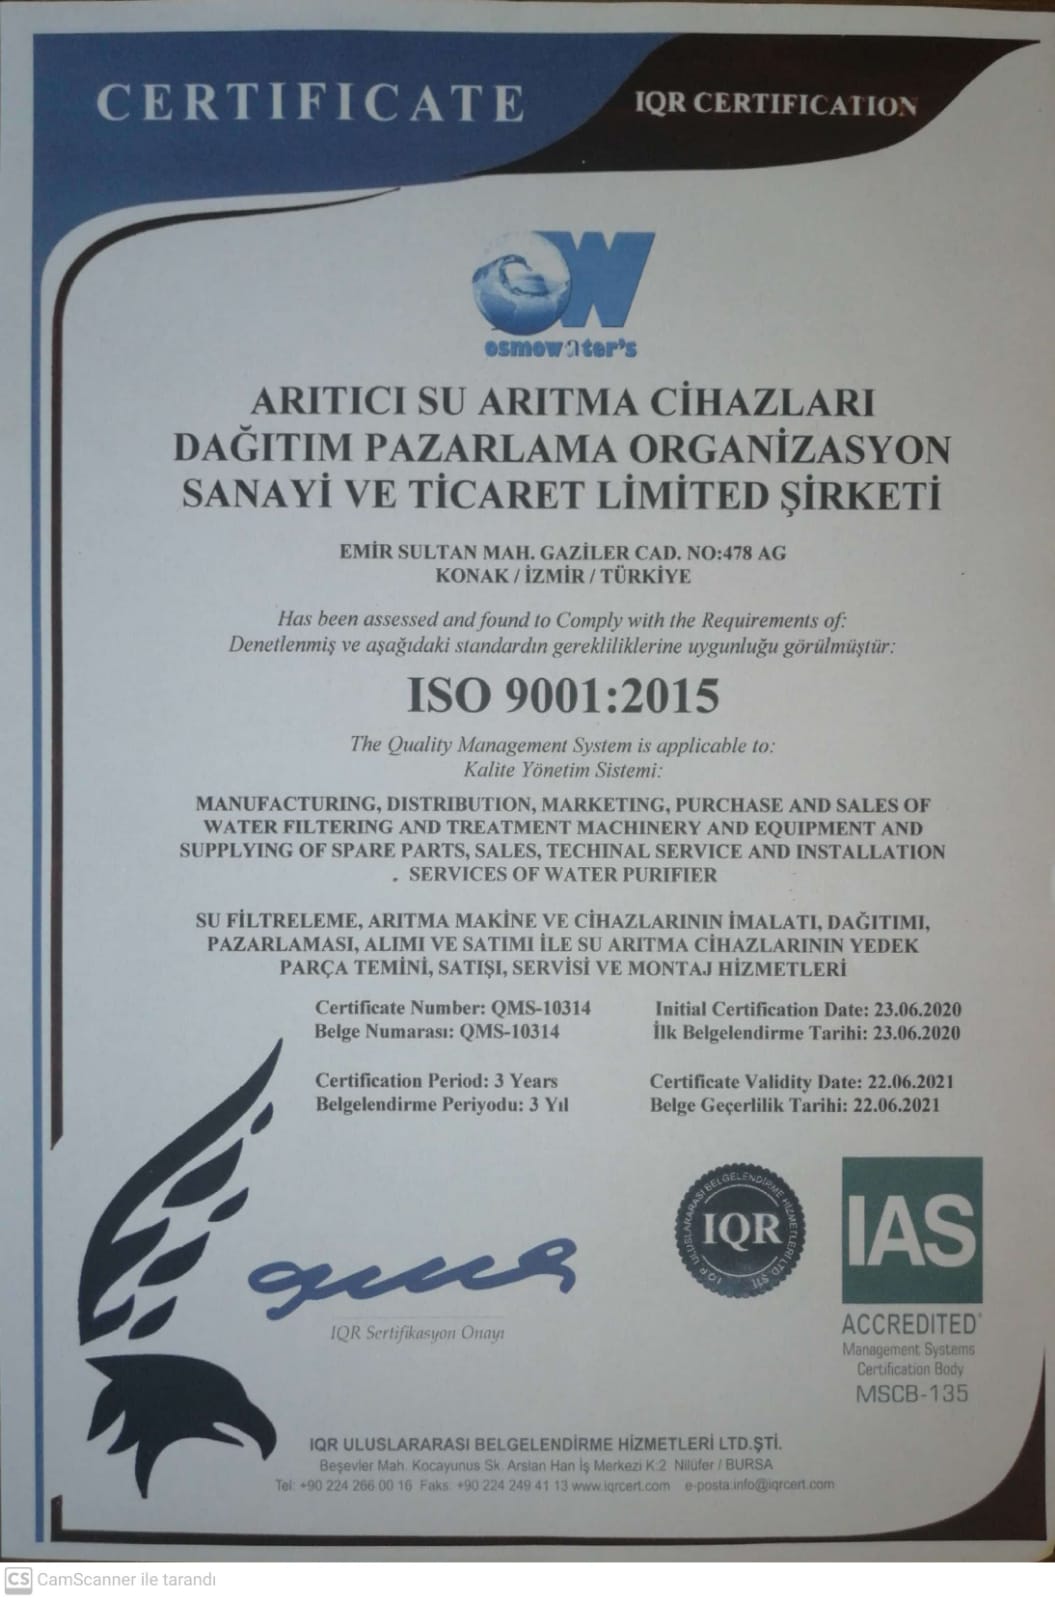 CERTIFICATE
IQR CERTIFICATION
OW
osmowater's
ARITICI SU ARITMA CİHAZLARI
DAĞITIM PAZARLAMA ORGANİZASYON
SANAYİ VE TİCARET LİMİTED ŞİRKETİ
EMİR SULTAN MAH. GAZİLER CAD. NO:478 AG
KONAK / İZMİR / TÜRKİYE
Has been assessed and found to Comply with the Requirements of:
Denetlenmiş ve aşağıdaki standardın gerekliliklerine uygunluğu görülmüştür:
ISO 9001:2015
The Quality Management System is applicable to:
Kalite Yönetim Sistemi:
MANUFACTURING, DISTRIBUTION, MARKETING, PURCHASE AND SALES OF
WATER FILTERING AND TREATMENT MACHINERY AND EQUIPMENT AND
SUPPLYING OF SPARE PARTS, SALES, TECHINAL SERVICE AND INSTALLATION
. SERVICES OF WATER PURIFIER
SU FİLTRELEME, ARITMA MAKİNE VE CİHAZLARININ İMALATI, DAĞITIMI,
PAZARLAMASI, ALIMI VE SATIMI İLE SU ARITMA CİHAZLARININ YEDEK
PARÇA TEMİNİ, SATIŞI, SERVİSİ VE MONTAJ HİZMETLERİ
Certificate Number: QMS-10314
Belge Numarası: QMS-10314
Initial Certification Date: 23.06.2020
İlk Belgelendirme Tarihi: 23.06.2020
Certification Period: 3 Years
Belgelendirme Periyodu: 3 Yıl
Certificate Validity Date: 22.06.2021
Belge Geçerlilik Tarihi: 22.06.2021
IQR Sertifikasyon Onayı
I.Q.R. ULUSLARARASI BELGELENDİRME HİZMETLERİ LTD. ŞTİ.
IQR
IAS
ACCREDITED
Management Systems
Certification Body
MSCB-135
IQR ULUSLARARASI BELGELENDİRME HİZMETLERİ LTD.ŞTİ.
Beşevler Mah. Kocayunus Sk. Arslan Han İş Merkezi K:2 Nilüfer / BURSA
Tel: +90 224 266 00 16 Faks: +90 224 249 41 13 www.iqrcert.com e-posta:info@iqrcert.com
CS CamScanner ile tarandı